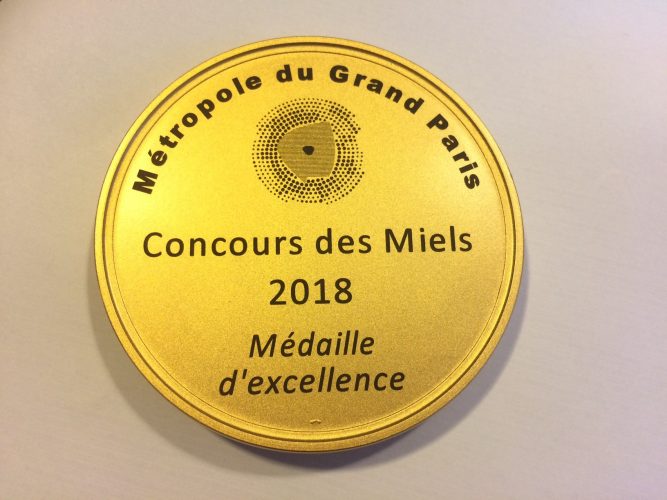 Métropole du Grand Paris
Concours des Miels
2018
Médaille
d'excellence